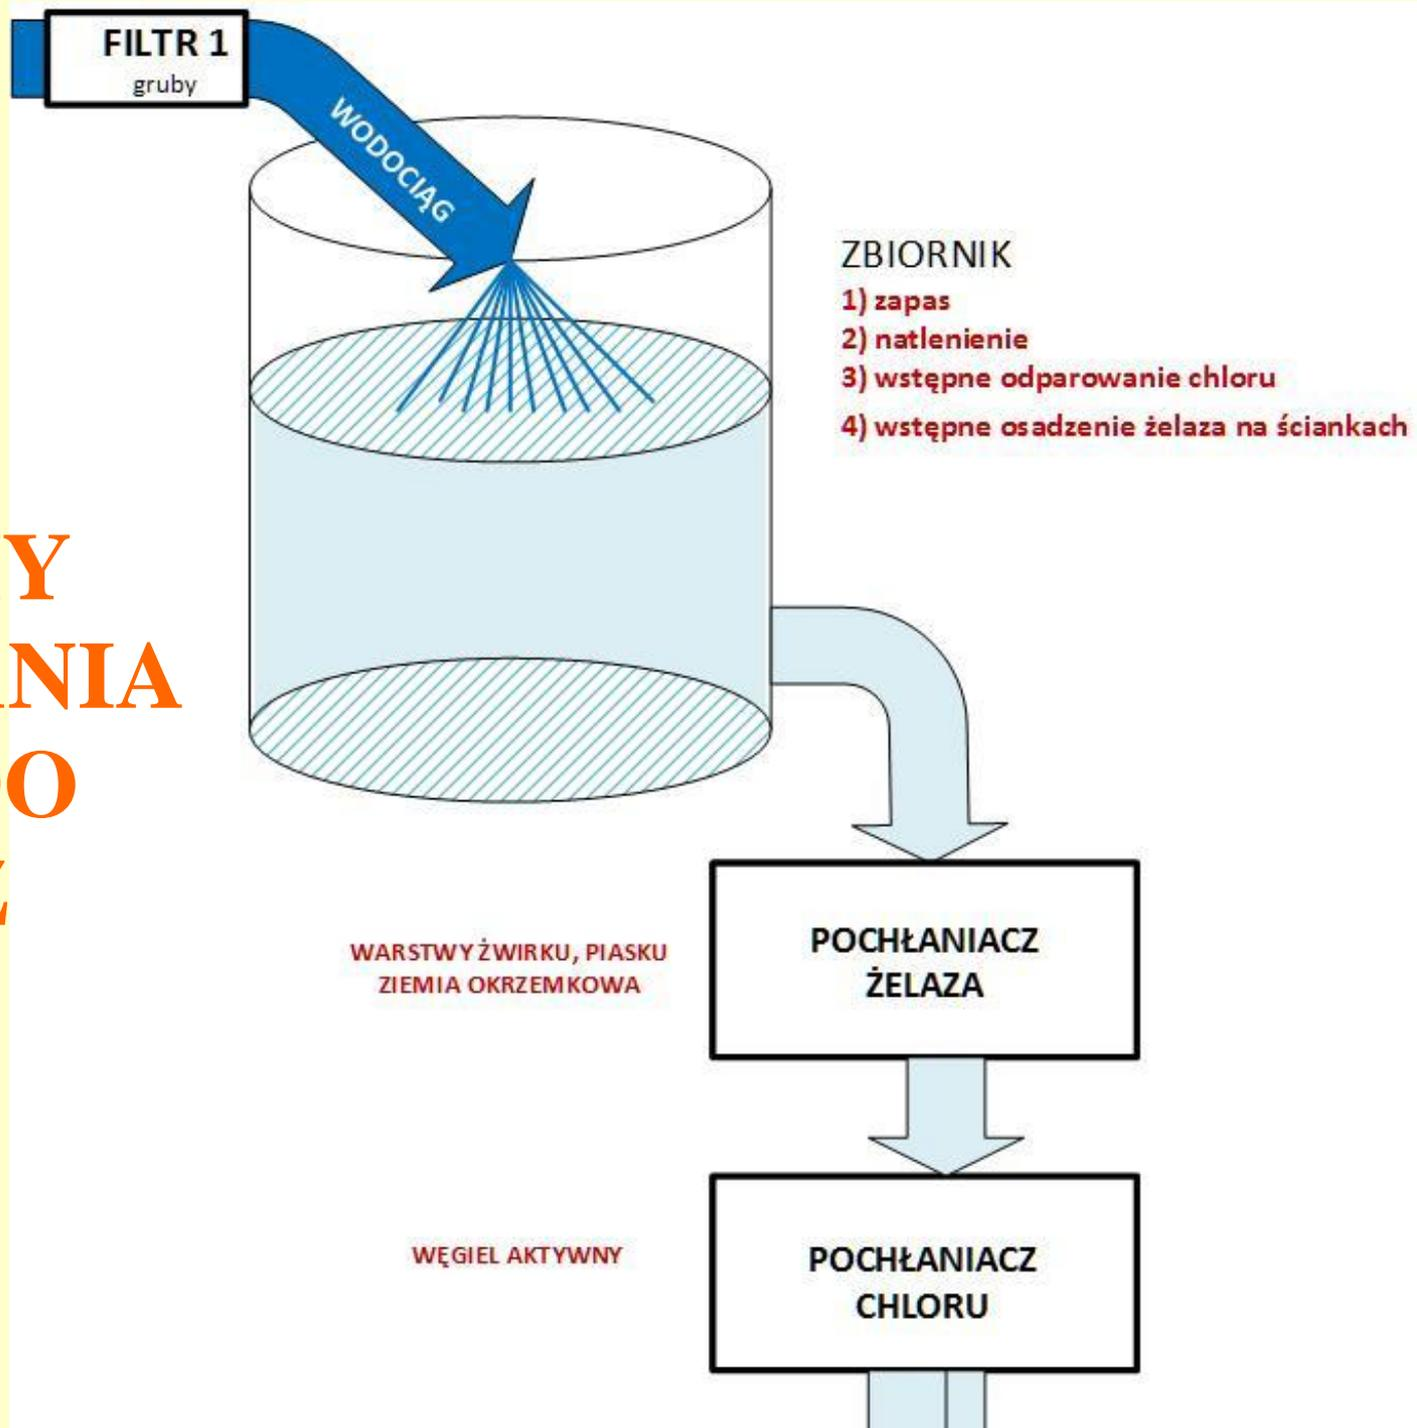 FILTR 1
gruby
WODOCIĄG
ZBIORNIK
1) zapas
2) natlenienie
3) wstępne odparowanie chloru
4) wstępne osadzenie żelaza na ściankach
Y
NIA
O
WARSTWY ŻWIRKU, PIASKU
ZIEMIA OKRZEMKOWA
POCHŁANIACZ
ŻELAZA
WĘGIEL AKTYWNY
POCHŁANIACZ
CHLORU